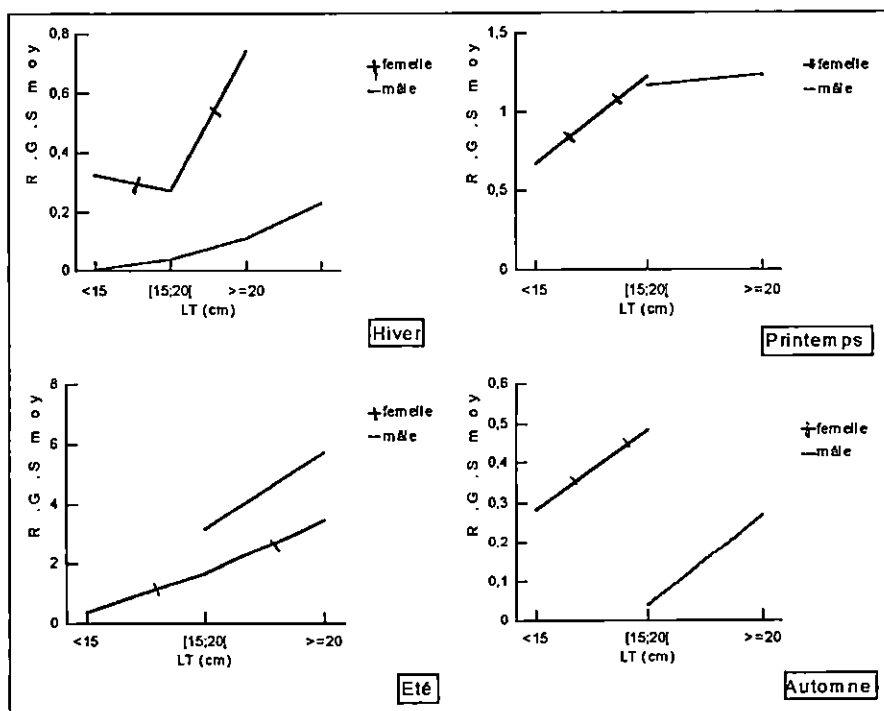 R.G.S moy
0,8
0,6
0,4
0,2
0
<15 [15;20[ >=20
LT (cm)
femelle
mâle
Hiver
R.G.S moy
1,5
1
0,5
0
<15 [15;20[ >=20
LT (cm)
femelle
mâle
Printemps
R.G.S moy
8
6
4
2
0
<15 [15;20[ >=20
LT (cm)
femelle
mâle
Eté
R.G.S moy
0,6
0,5
0,4
0,3
0,2
0,1
0
<15 [15;20[ >=20
LT (cm)
femelle
mâle
Automne